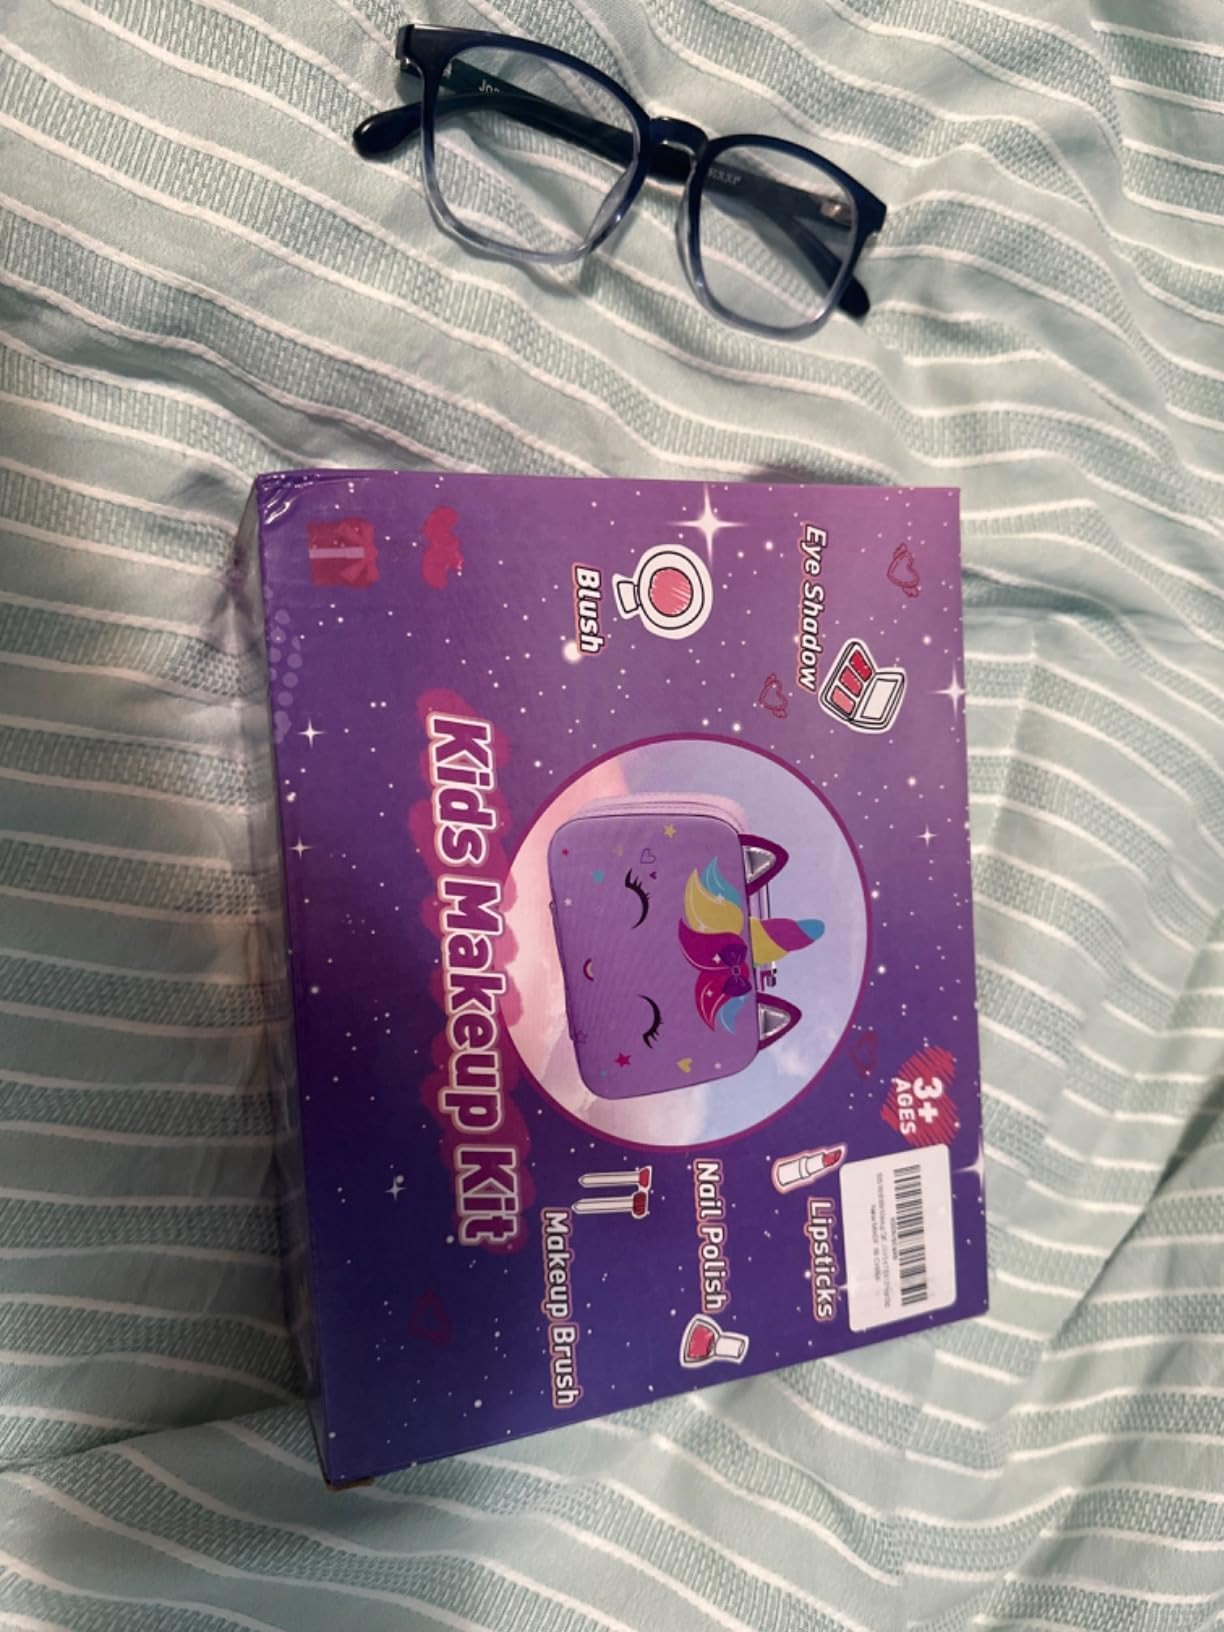 Eye Shadow
Blush
3+
AGES
Lipsticks
Nail Polish
Makeup Brush
Kids Makeup Kit